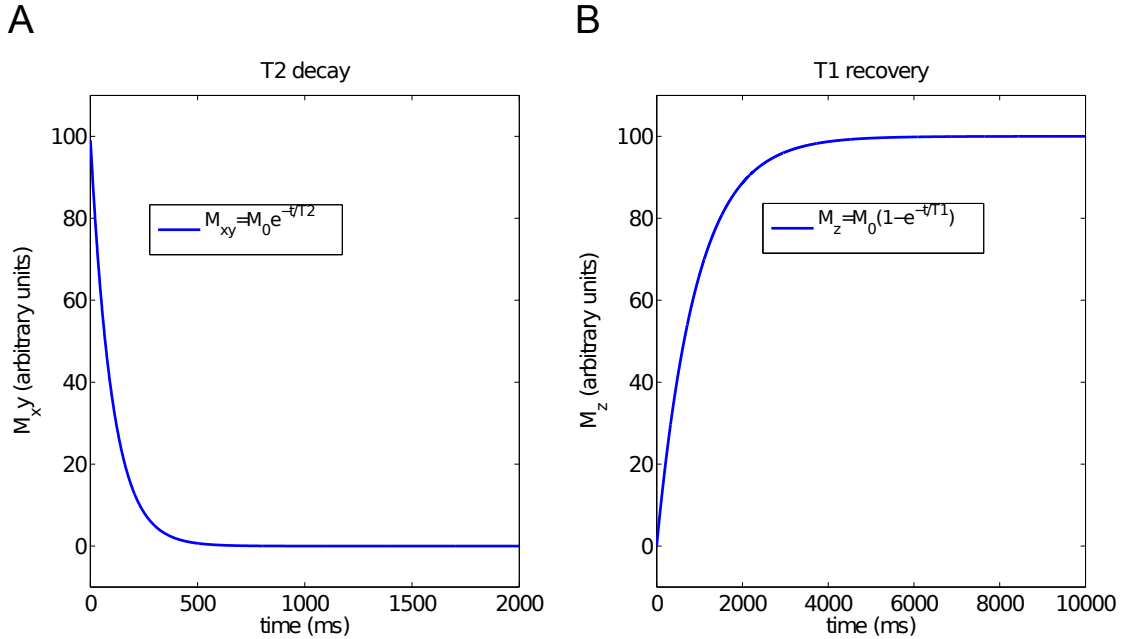 A
B
T2 decay
M_xy (arbitrary units)
100
80
60
40
20
0
M_xy=M_0e^−t/T2
0 500 1000 1500 2000
time (ms)
T1 recovery
M_z (arbitrary units)
100
80
60
40
20
0
M_z=M_0(1−e^−t/T1)
0 2000 4000 6000 8000 10000
time (ms)